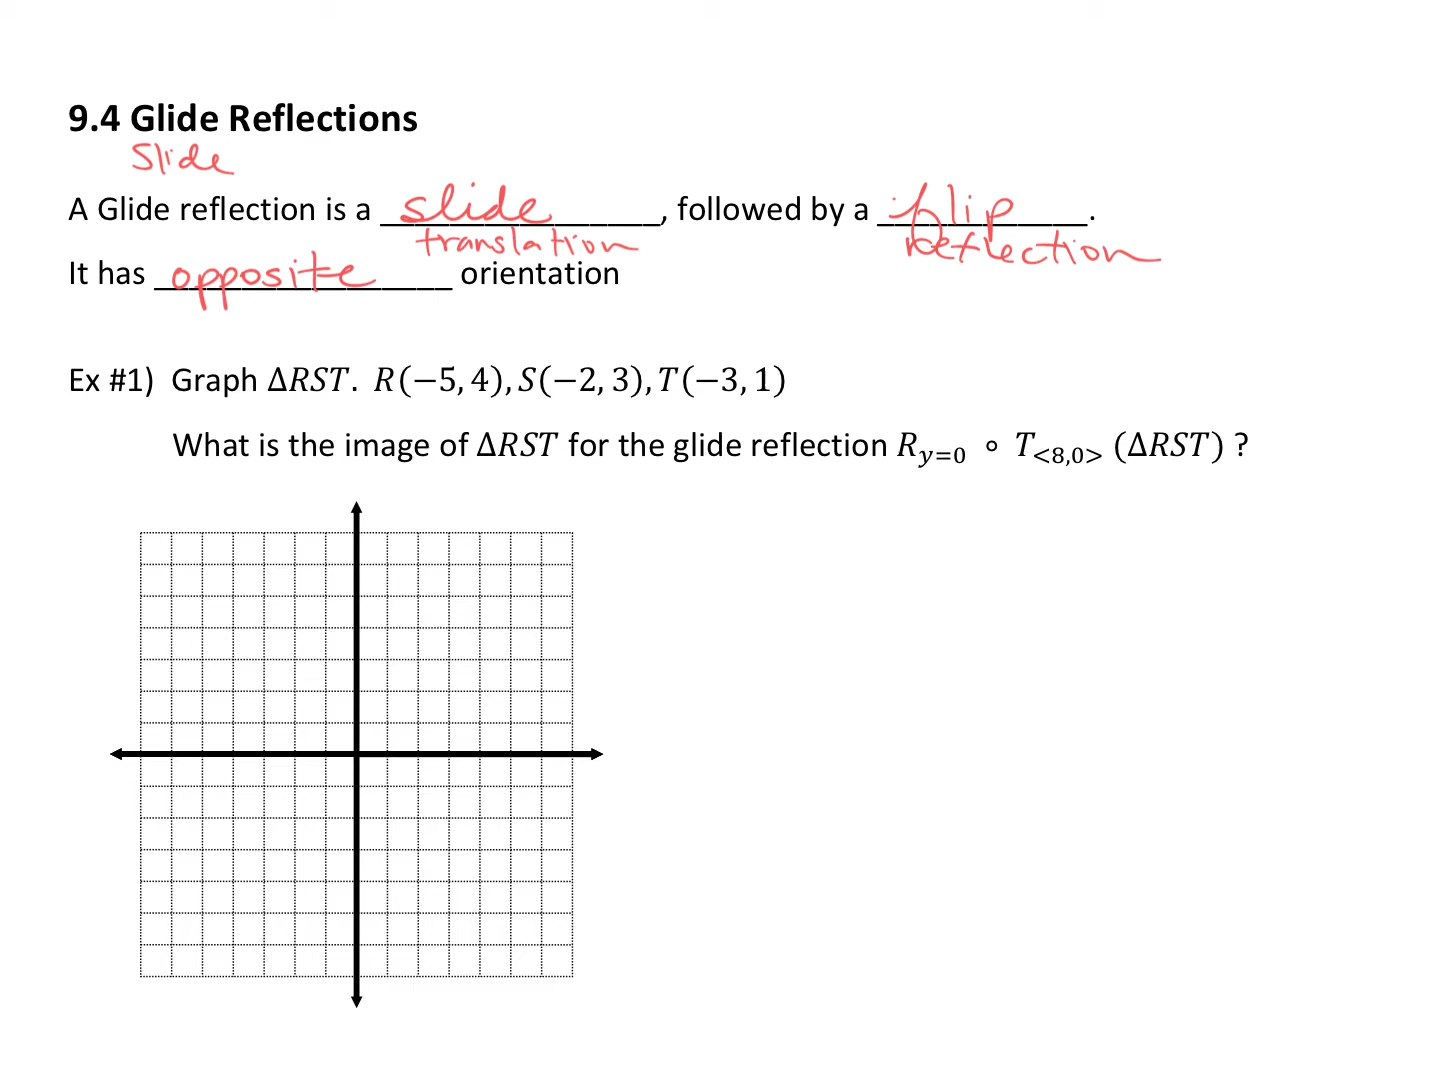 9.4 Glide Reflections
Slide
A Glide reflection is a slide, followed by a flip.
translation reflection
It has opposite orientation
Ex #1) Graph ΔRST. R(−5, 4), S(−2, 3), T(−3, 1)
What is the image of ΔRST for the glide reflection R_{y=0} ∘ T_{<8,0>} (ΔRST) ?